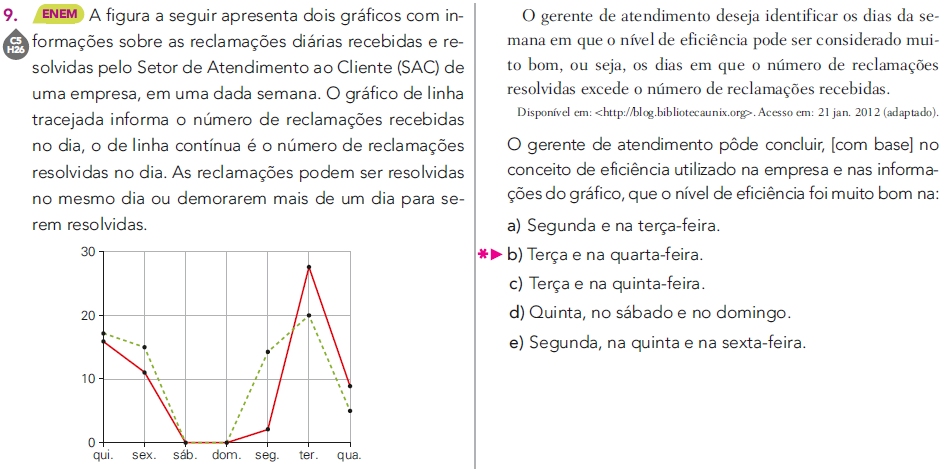 9. ENEM A figura a seguir apresenta dois gráficos com in-
C5
H26
formações sobre as reclamações diárias recebidas e re-
solvidas pelo Setor de Atendimento ao Cliente (SAC) de
uma empresa, em uma dada semana. O gráfico de linha
tracejada informa o número de reclamações recebidas
no dia, o de linha contínua é o número de reclamações
resolvidas no dia. As reclamações podem ser resolvidas
no mesmo dia ou demorarem mais de um dia para se-
rem resolvidas.
30
20
10
0
qui. sex. sáb. dom. seg. ter. qua.
O gerente de atendimento deseja identificar os dias da se-
mana em que o nível de eficiência pode ser considerado mui-
to bom, ou seja, os dias em que o número de reclamações
resolvidas excede o número de reclamações recebidas.
Disponível em: <http://blog.bibliotecaunix.org>. Acesso em: 21 jan. 2012 (adaptado).
O gerente de atendimento pôde concluir, [com base] no
conceito de eficiência utilizado na empresa e nas informa-
ções do gráfico, que o nível de eficiência foi muito bom na:
a) Segunda e na terça-feira.
*▶ b) Terça e na quarta-feira.
c) Terça e na quinta-feira.
d) Quinta, no sábado e no domingo.
e) Segunda, na quinta e na sexta-feira.